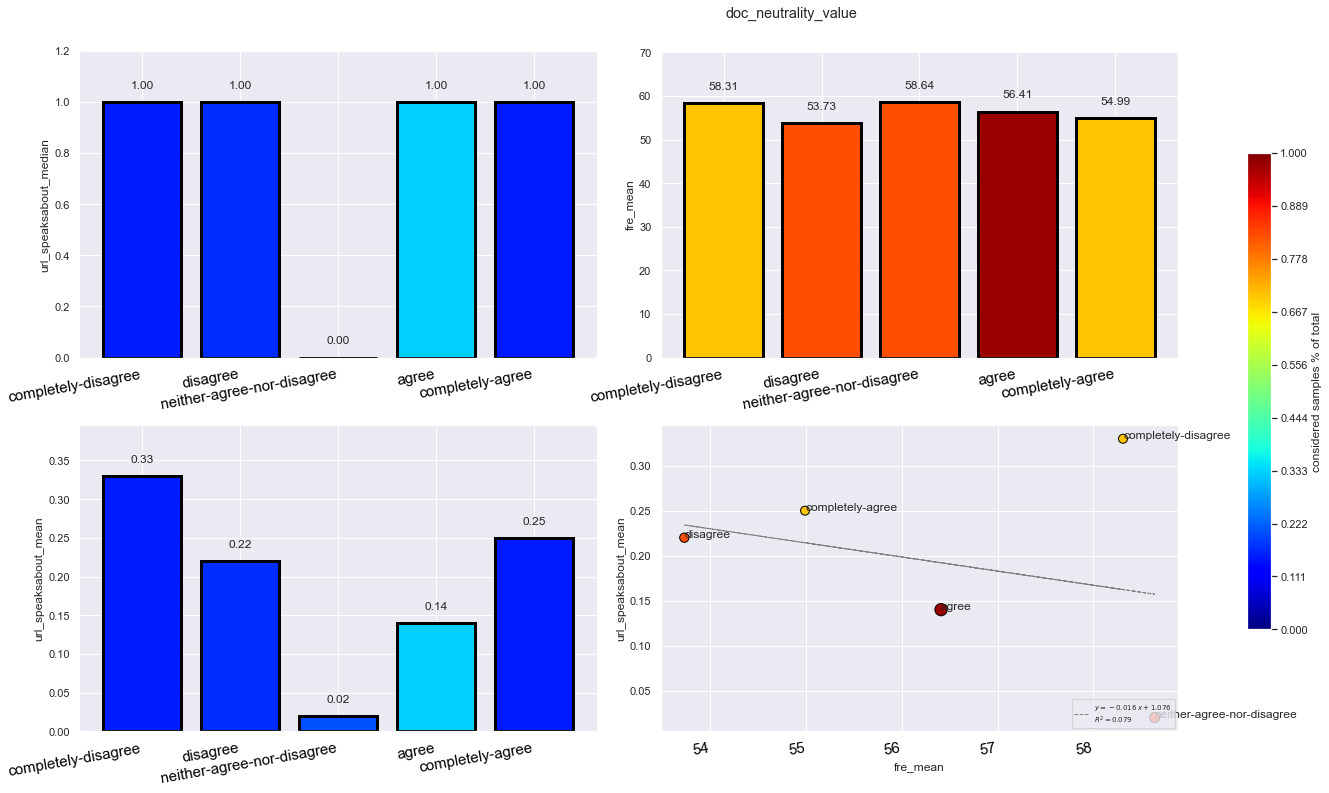 doc_neutrality_value
1.2
1.0
0.8
0.6
0.4
0.2
0.0
url_speaksabout_median
1.00
1.00
0.00
1.00
1.00
completely-disagree
disagree
neither-agree-nor-disagree
agree
completely-agree
70
60
50
40
30
20
10
0
fre_mean
58.31
53.73
58.64
56.41
54.99
completely-disagree
disagree
neither-agree-nor-disagree
agree
completely-agree
0.35
0.30
0.25
0.20
0.15
0.10
0.05
0.00
url_speaksabout_mean
0.33
0.22
0.02
0.14
0.25
completely-disagree
disagree
neither-agree-nor-disagree
agree
completely-agree
0.30
0.25
0.20
0.15
0.10
0.05
url_speaksabout_mean
completely-disagree
completely-agree
disagree
agree
neither-agree-nor-disagree
y = −0.016 x + 1.076
R² = 0.079
54
55
56
57
58
fre_mean
1.000
0.889
0.778
0.667
0.556
0.444
0.333
0.222
0.111
0.000
considered samples % of total